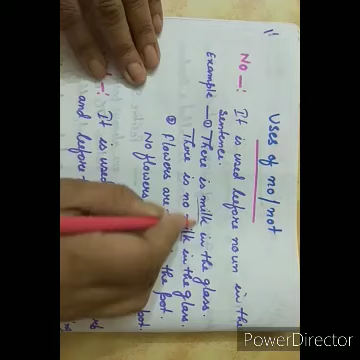 Uses of no/not
No —: It is used before noun in the
sentence.
Example — ① There is milk in the glass.
There is no milk in the glass.
② Flowers are the pot.
No flowers pot.
—: It is used
and before
PowerDirector